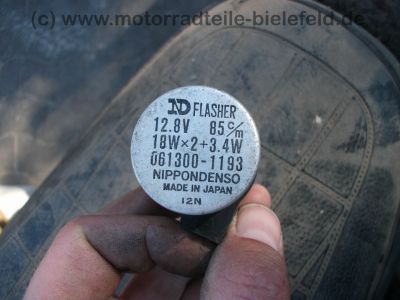 (c) www.motorradteile-bielefeld.de
ND FLASHER
12.8V 85c/m
18W×2+3.4W
061300-1193
NIPPONDENSO
MADE IN JAPAN
12N